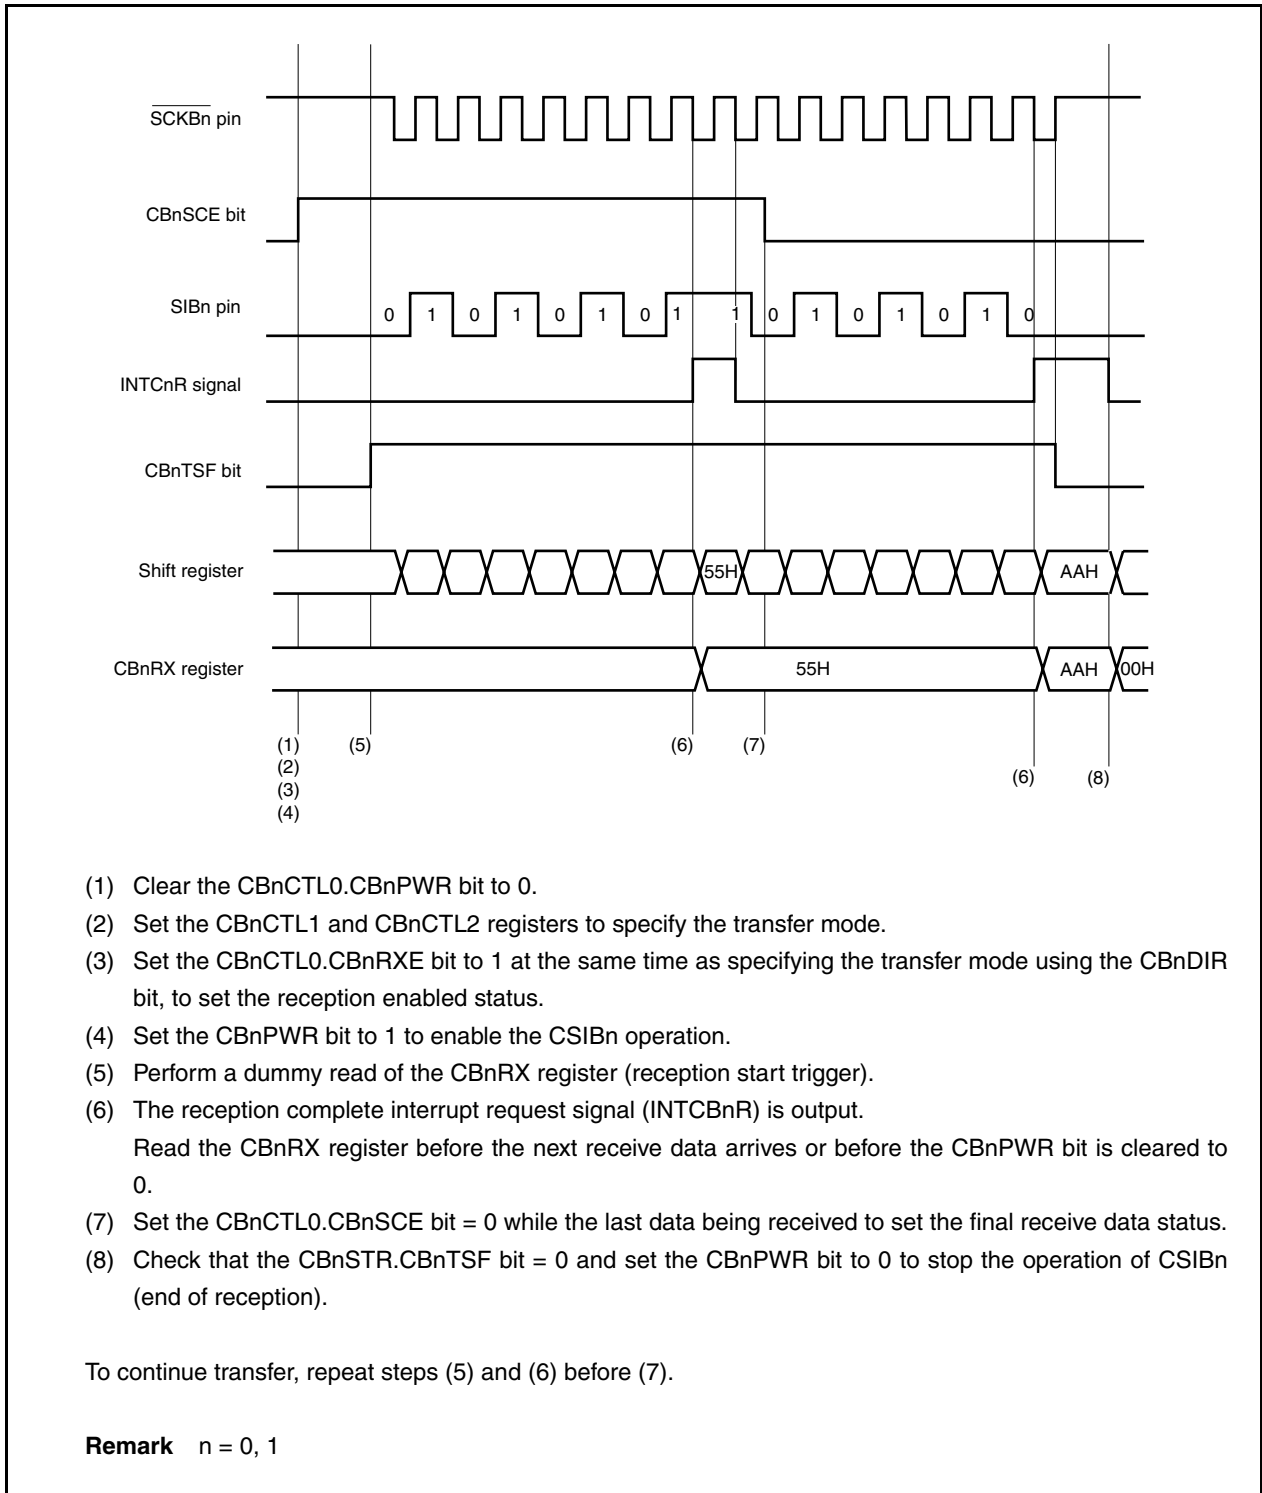 SCKBn pin
CBnSCE bit
SIBn pin
0 1 0 1 0 1 0 1 1 0 1 0 1 0 1 0
INTCnR signal
CBnTSF bit
Shift register
55H AAH
CBnRX register
55H AAH 00H
(1) (5) (6) (7)
(2)
(6) (8)
(3)
(4)
(1) Clear the CBnCTL0.CBnPWR bit to 0.
(2) Set the CBnCTL1 and CBnCTL2 registers to specify the transfer mode.
(3) Set the CBnCTL0.CBnRXE bit to 1 at the same time as specifying the transfer mode using the CBnDIR
bit, to set the reception enabled status.
(4) Set the CBnPWR bit to 1 to enable the CSIBn operation.
(5) Perform a dummy read of the CBnRX register (reception start trigger).
(6) The reception complete interrupt request signal (INTCBnR) is output.
Read the CBnRX register before the next receive data arrives or before the CBnPWR bit is cleared to
0.
(7) Set the CBnCTL0.CBnSCE bit = 0 while the last data being received to set the final receive data status.
(8) Check that the CBnSTR.CBnTSF bit = 0 and set the CBnPWR bit to 0 to stop the operation of CSIBn
(end of reception).
To continue transfer, repeat steps (5) and (6) before (7).
Remark n = 0, 1